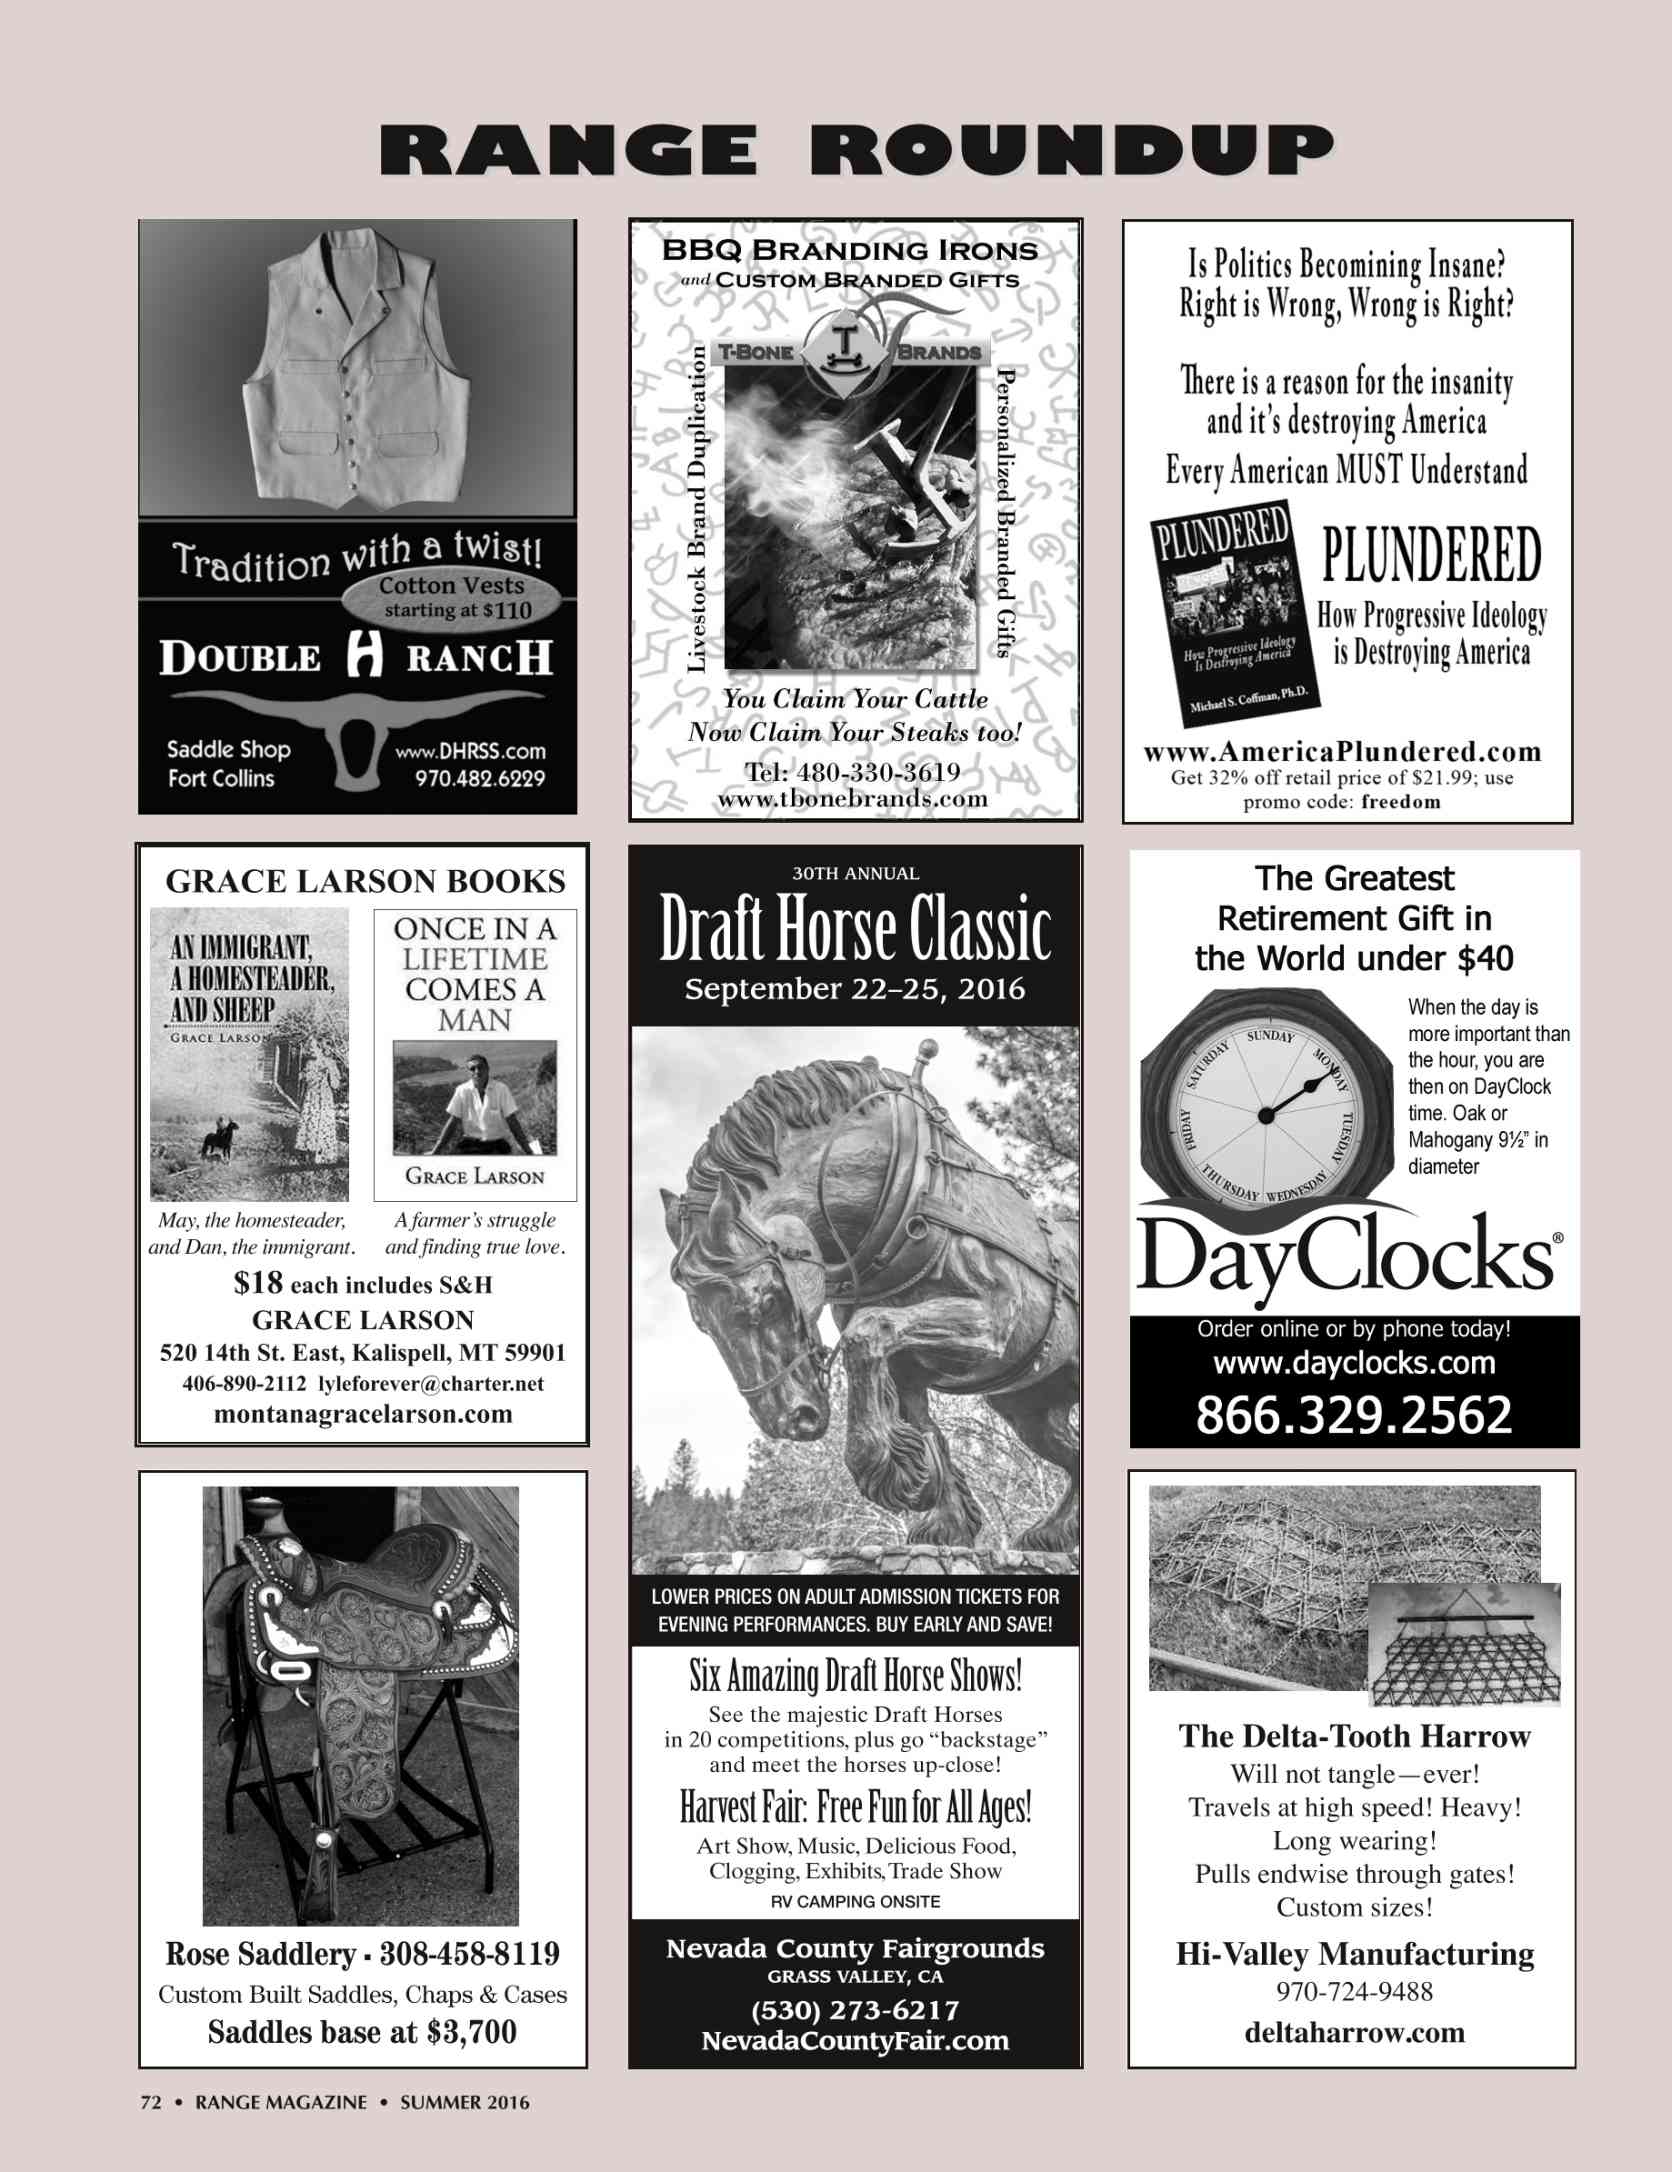 RANGE ROUNDUP
Tradition with a twist!
Cotton Vests
starting at $110
DOUBLE H RANCH
Saddle Shop
Fort Collins
www.DHRSS.com
970.482.6229
BBQ BRANDING IRONS
and CUSTOM BRANDED GIFTS
T-BONE T BRANDS
Livestock Brand Duplication
Personalized Branded Gifts
You Claim Your Cattle
Now Claim Your Steaks too!
Tel: 480-330-3619
www.tbonebrands.com
Is Politics Becomining Insane?
Right is Wrong, Wrong is Right?
There is a reason for the insanity
and it's destroying America
Every American MUST Understand
PLUNDERED
How Progressive Ideology
Is Destroying America
Michael S. Coffman, Ph.D.
PLUNDERED
How Progressive Ideology
is Destroying America
www.AmericaPlundered.com
Get 32% off retail price of $21.99; use
promo code: freedom
GRACE LARSON BOOKS
AN IMMIGRANT,
A HOMESTEADER,
AND SHEEP
GRACE LARSON
ONCE IN A
LIFETIME
COMES A
MAN
GRACE LARSON
May, the homesteader,
and Dan, the immigrant.
A farmer's struggle
and finding true love.
$18 each includes S&H
GRACE LARSON
520 14th St. East, Kalispell, MT 59901
406-890-2112 lyleforever@charter.net
montanagracelarson.com
30TH ANNUAL
Draft Horse Classic
September 22–25, 2016
LOWER PRICES ON ADULT ADMISSION TICKETS FOR
EVENING PERFORMANCES. BUY EARLY AND SAVE!
Six Amazing Draft Horse Shows!
See the majestic Draft Horses
in 20 competitions, plus go “backstage”
and meet the horses up-close!
Harvest Fair: Free Fun for All Ages!
Art Show, Music, Delicious Food,
Clogging, Exhibits, Trade Show
RV CAMPING ONSITE
Nevada County Fairgrounds
GRASS VALLEY, CA
(530) 273-6217
NevadaCountyFair.com
The Greatest
Retirement Gift in
the World under $40
SUNDAY
MONDAY
TUESDAY
WEDNESDAY
THURSDAY
FRIDAY
SATURDAY
When the day is
more important than
the hour, you are
then on DayClock
time. Oak or
Mahogany 9½” in
diameter
DayClocks®
Order online or by phone today!
www.dayclocks.com
866.329.2562
Rose Saddlery ▪ 308-458-8119
Custom Built Saddles, Chaps & Cases
Saddles base at $3,700
The Delta-Tooth Harrow
Will not tangle—ever!
Travels at high speed! Heavy!
Long wearing!
Pulls endwise through gates!
Custom sizes!
Hi-Valley Manufacturing
970-724-9488
deltaharrow.com
72 • RANGE MAGAZINE • SUMMER 2016